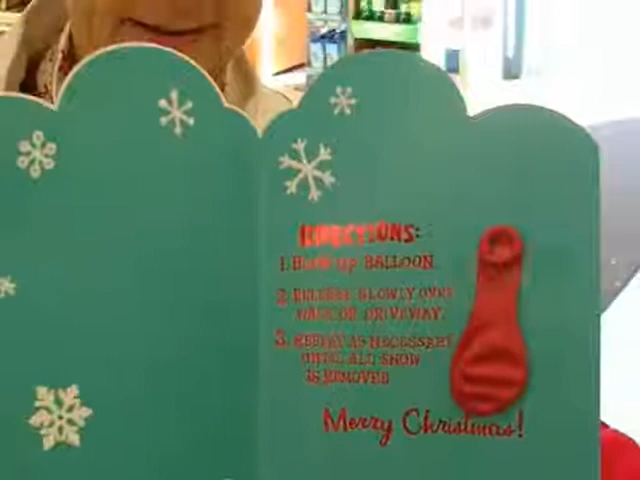 DIRECTIONS:
1. Blow up BALLOON.
2. RELEASE SLOWLY OVER
WALK OR DRIVEWAY.
3. REPEAT AS NECESSARY
UNTIL ALL SNOW
IS REMOVED
Merry Christmas!